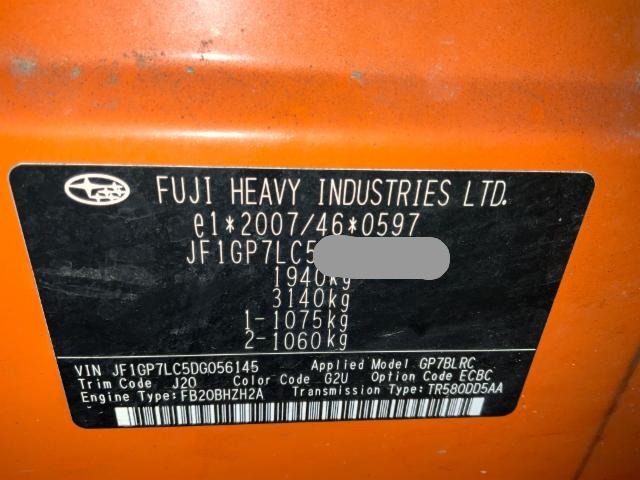 FUJI HEAVY INDUSTRIES LTD.
e1*2007/46*0597
JF1GP7LC5
1940kg
3140kg
1-1075kg
2-1060kg
VIN JF1GP7LC5DG056145 Applied Model GP7BLRC
Trim Code J20 Color Code G2U Option Code ECBC
Engine Type:FB20BHZH2A Transmission Type:TR580DD5AA